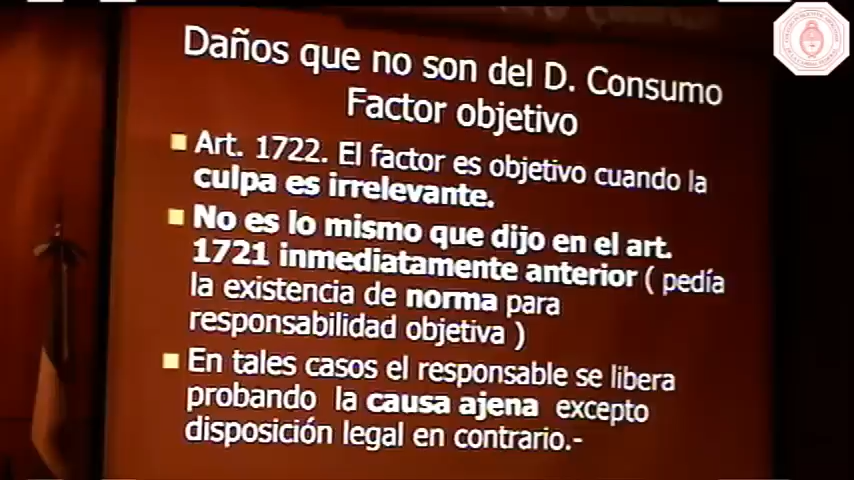 Daños que no son del D. Consumo
Factor objetivo
Art. 1722. El factor es objetivo cuando la
culpa es irrelevante.
No es lo mismo que dijo en el art.
1721 inmediatamente anterior ( pedía
la existencia de norma para
responsabilidad objetiva )
En tales casos el responsable se libera
probando la causa ajena excepto
disposición legal en contrario.-